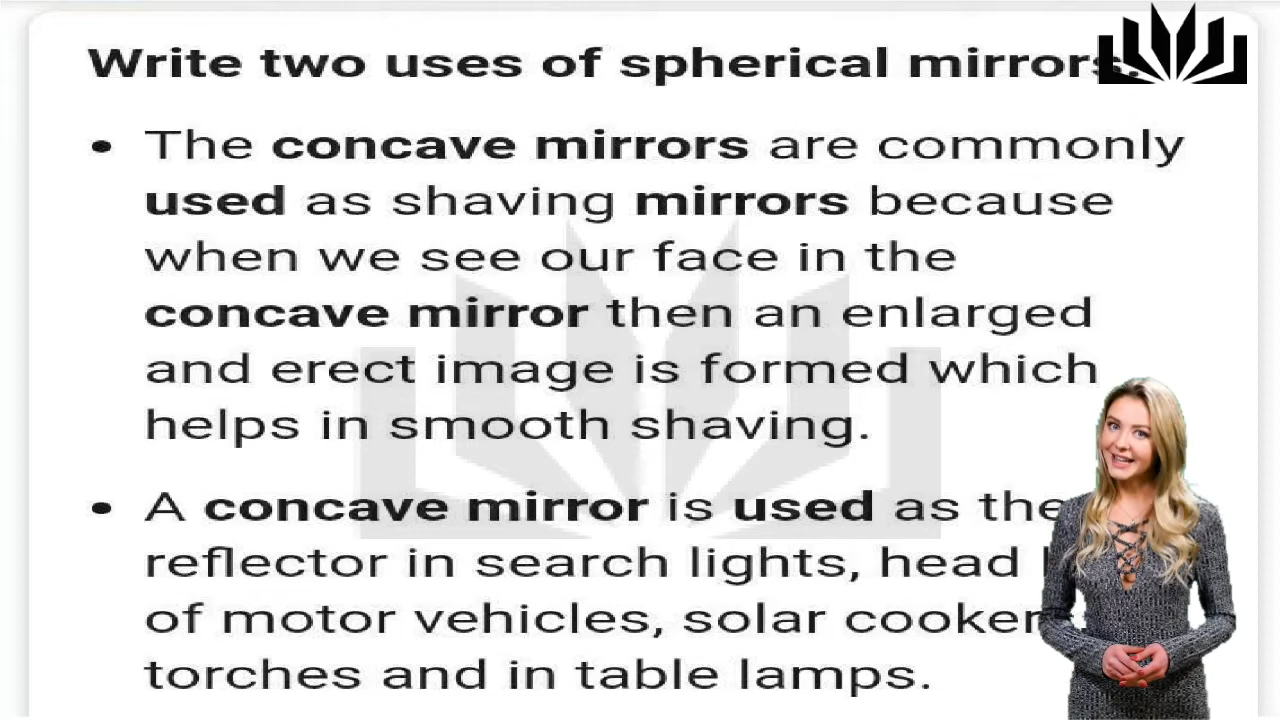 Write two uses of spherical mirrors.
• The concave mirrors are commonly
used as shaving mirrors because
when we see our face in the
concave mirror then an enlarged
and erect image is formed which
helps in smooth shaving.
• A concave mirror is used as the
reflector in search lights, head
of motor vehicles, solar cooker
torches and in table lamps.